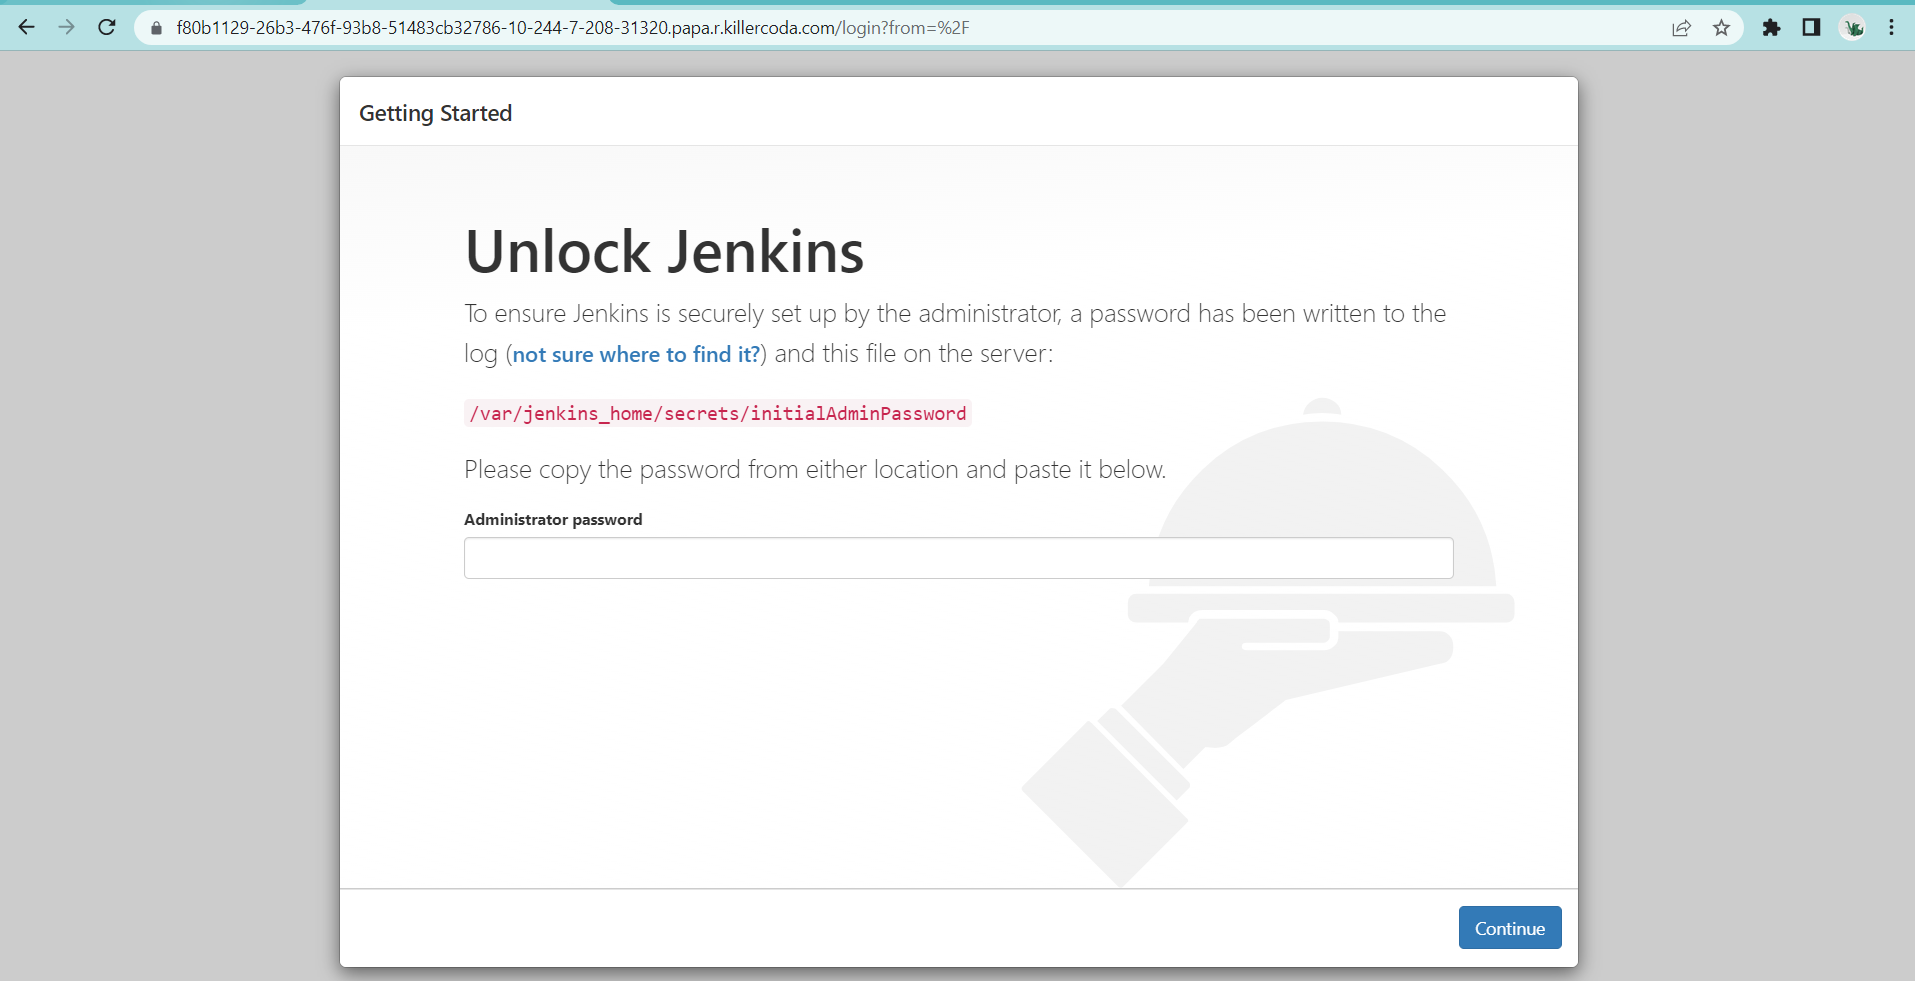 f80b1129-26b3-476f-93b8-51483cb32786-10-244-7-208-31320.papa.r.killercoda.com/login?from=%2F
Getting Started
Unlock Jenkins
To ensure Jenkins is securely set up by the administrator, a password has been written to the
log (not sure where to find it?) and this file on the server:
/var/jenkins_home/secrets/initialAdminPassword
Please copy the password from either location and paste it below.
Administrator password
Continue